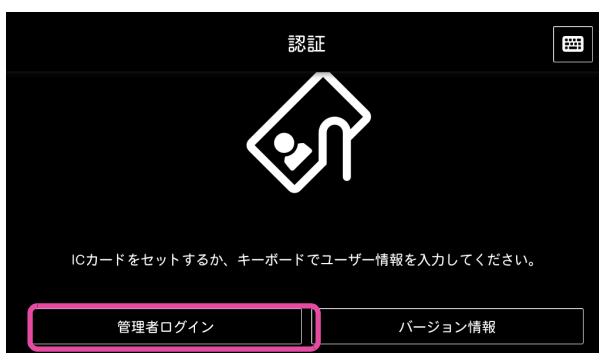 認証
ICカードをセットするか、キーボードでユーザー情報を入力してください。
管理者ログイン
バージョン情報